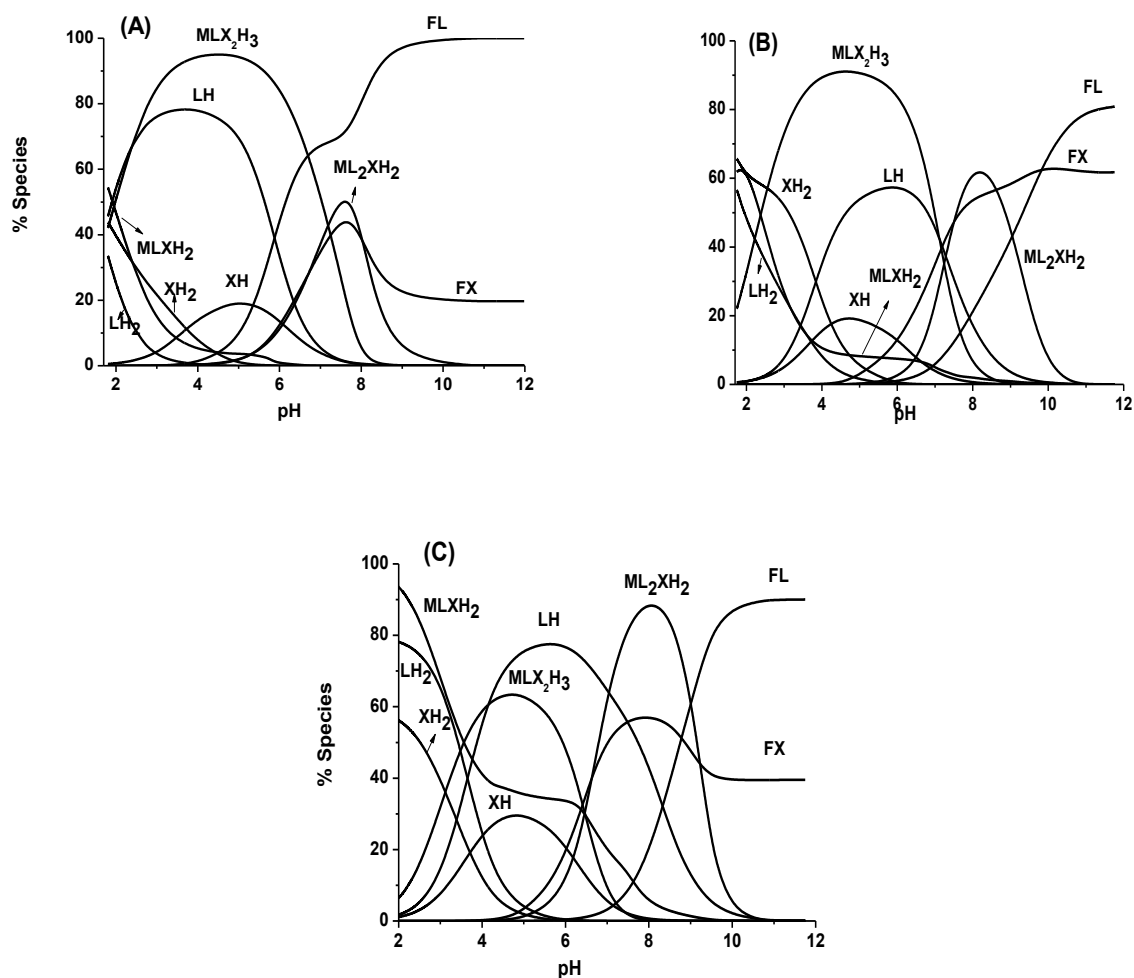 (A)
FL
MLX₂H₃
LH
ML₂XH₂
MLXH₂
XH₂
LH₂
XH
FX
100
80
60
40
20
0
2 4 6 8 10 12
% Species
pH
(B)
MLX₂H₃
FL
FX
XH₂
LH
LH₂
MLXH₂
XH
ML₂XH₂
100
80
60
40
20
0
2 4 6 8 10 12
pH
(C)
ML₂XH₂
FL
MLXH₂
LH
LH₂
MLX₂H₃
XH₂
XH
FX
100
80
60
40
20
0
2 4 6 8 10 12
% Species
pH